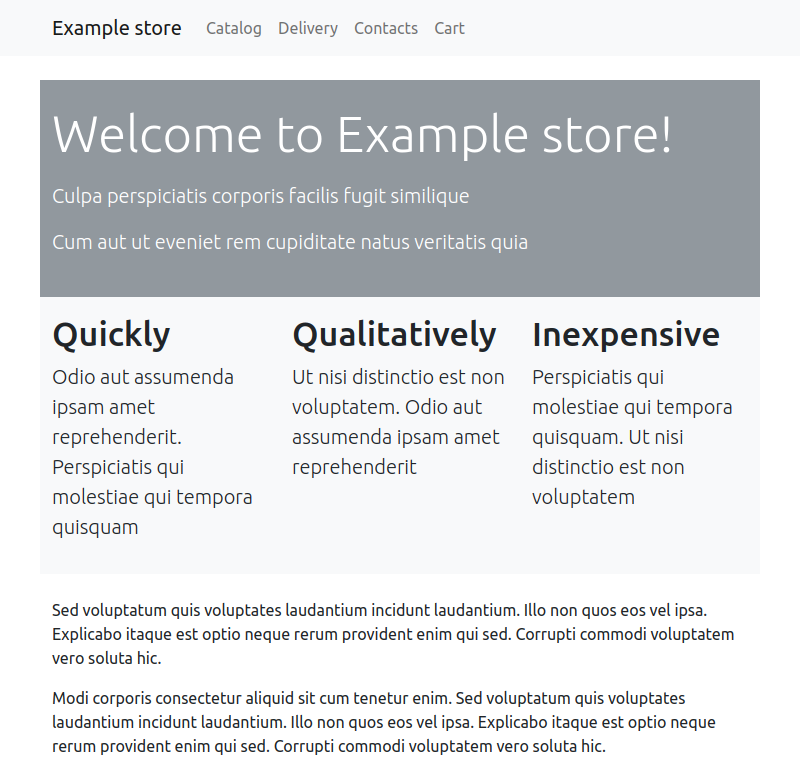 Example store Catalog Delivery Contacts Cart
Welcome to Example store!
Culpa perspiciatis corporis facilis fugit similique
Cum aut ut eveniet rem cupiditate natus veritatis quia
Quickly
Odio aut assumenda
ipsam amet
reprehenderit.
Perspiciatis qui
molestiae qui tempora
quisquam
Qualitatively
Ut nisi distinctio est non
voluptatem. Odio aut
assumenda ipsam amet
reprehenderit
Inexpensive
Perspiciatis qui
molestiae qui tempora
quisquam. Ut nisi
distinctio est non
voluptatem
Sed voluptatum quis voluptates laudantium incidunt laudantium. Illo non quos eos vel ipsa.
Explicabo itaque est optio neque rerum provident enim qui sed. Corrupti commodi voluptatem
vero soluta hic.
Modi corporis consectetur aliquid sit cum tenetur enim. Sed voluptatum quis voluptates
laudantium incidunt laudantium. Illo non quos eos vel ipsa. Explicabo itaque est optio neque
rerum provident enim qui sed. Corrupti commodi voluptatem vero soluta hic.